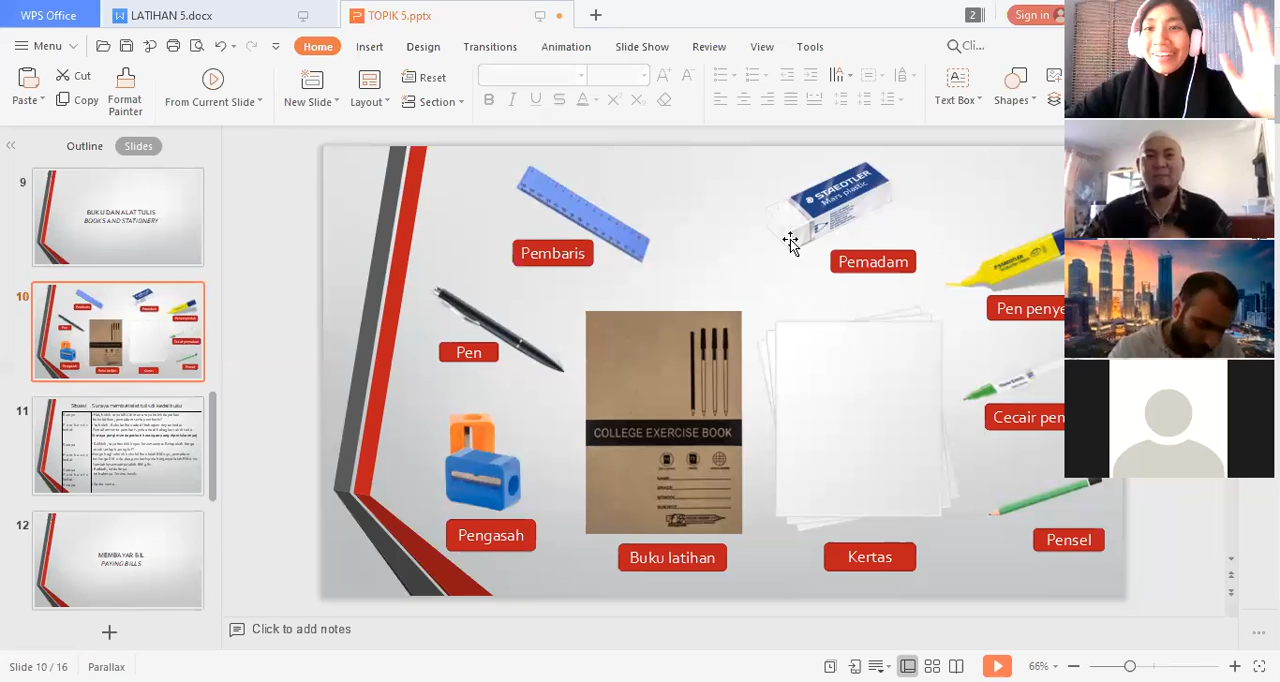 WPS Office
LATIHAN 5.docx
TOPIK 5.pptx
2
Sign in
Menu
Home
Insert
Design
Transitions
Animation
Slide Show
Review
View
Tools
Cli...
Paste
Cut
Copy
Format
Painter
From Current Slide
New Slide
Layout
Reset
Section
Text Box
Shapes
Outline
Slides
9
BUKU DAN ALAT TULIS
BOOKS AND STATIONERY
10
11
12
MEMBAYAR BIL
PAYING BILLS
STAEDTLER
Mars plastic
Pembaris
Pemadam
Pen penye
Pen
COLLEGE EXERCISE BOOK
Cecair pem
Pengasah
Buku latihan
Kertas
Pensel
Click to add notes
Slide 10 / 16
Parallax
66%